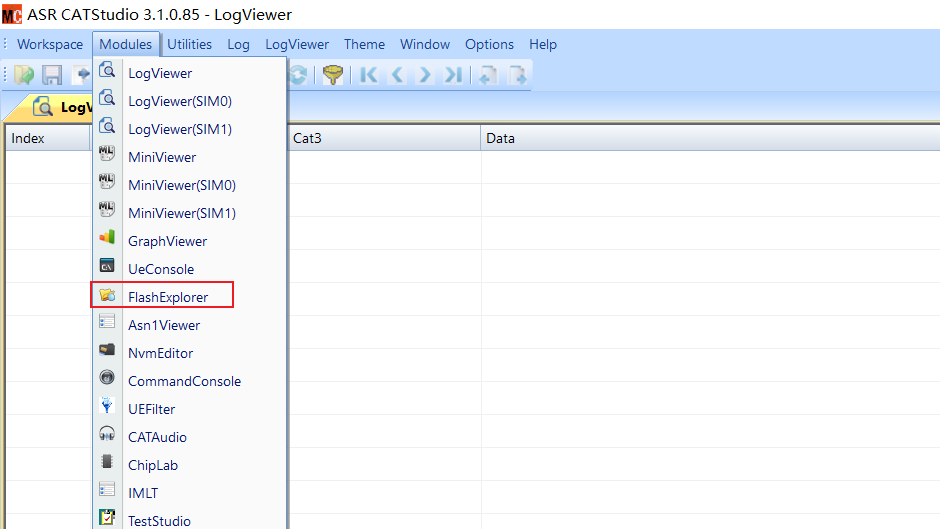 ASR CATStudio 3.1.0.85 - LogViewer
Workspace Modules Utilities Log LogViewer Theme Window Options Help
LogViewer
LogViewer(SIM0)
LogV
LogViewer(SIM1)
Index Cat3 Data
MiniViewer
MiniViewer(SIM0)
MiniViewer(SIM1)
GraphViewer
UeConsole
FlashExplorer
Asn1Viewer
NvmEditor
CommandConsole
UEFilter
CATAudio
ChipLab
IMLT
TestStudio